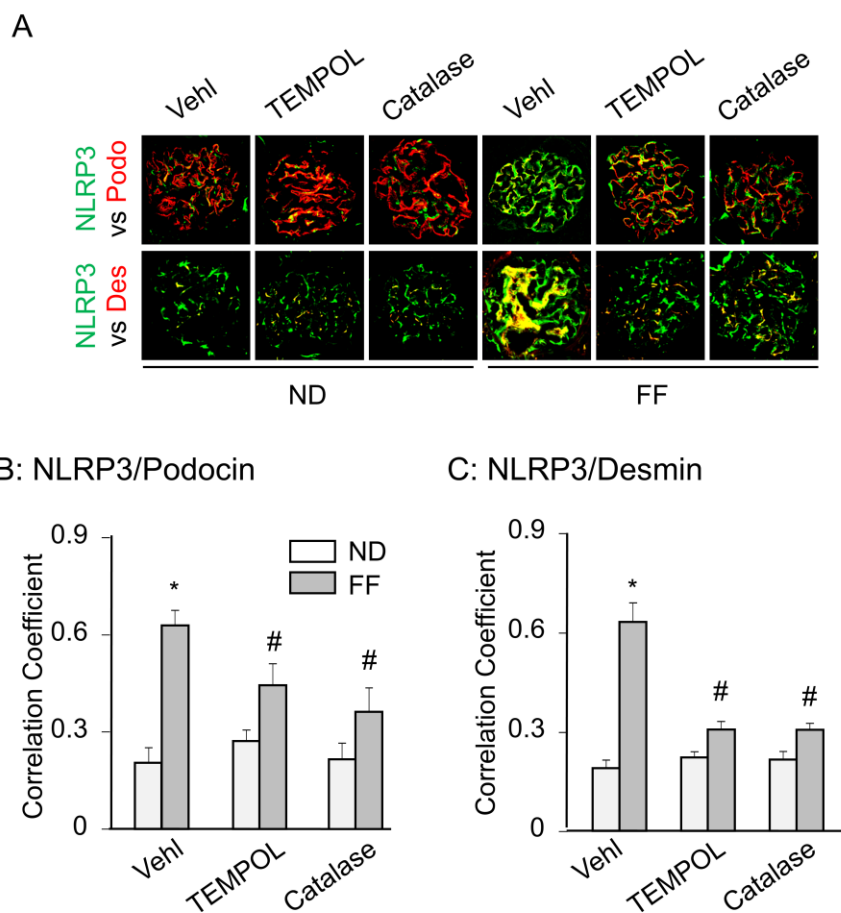 A
Vehl TEMPOL Catalase Vehl TEMPOL Catalase
NLRP3
vs Podo
NLRP3
vs Des
ND FF
B: NLRP3/Podocin
Correlation Coefficient
0.9
0.6
0.3
0
* # #
ND
FF
Vehl TEMPOL Catalase
C: NLRP3/Desmin
Correlation Coefficient
0.9
0.6
0.3
0
* # #
Vehl TEMPOL Catalase